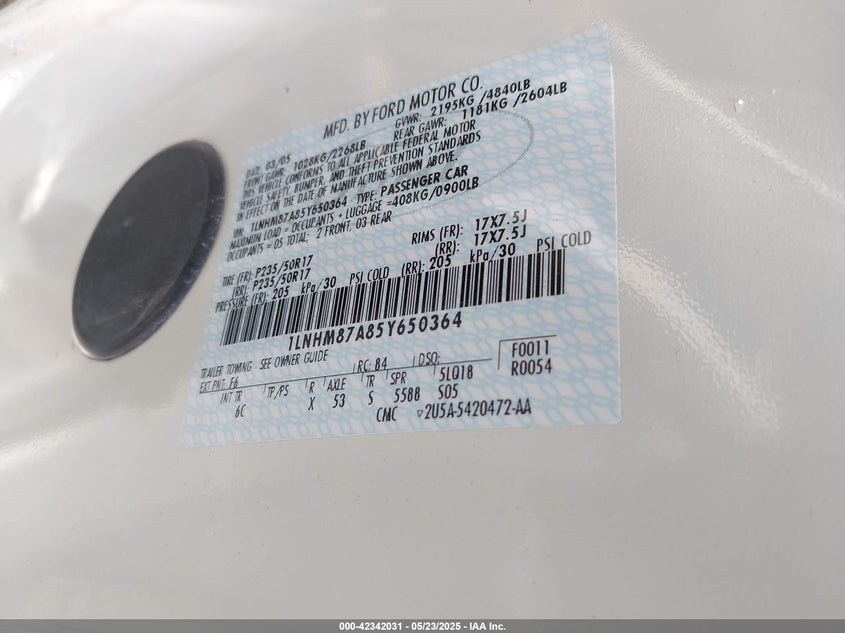 MFD. BY FORD MOTOR CO.
DATE: 03/05 GVWR: 2195KG /4840LB
FRONT GAWR: 1028KG/2268LB REAR GAWR: 1181KG /2604LB
THIS VEHICLE CONFORMS TO ALL APPLICABLE FEDERAL MOTOR
VEHICLE SAFETY, BUMPER, AND THEFT PREVENTION STANDARDS
IN EFFECT ON THE DATE OF MANUFACTURE SHOWN ABOVE.
VIN: 1LNHM87A85Y650364 TYPE: PASSENGER CAR
MAXIMUM LOAD = OCCUPANTS + LUGGAGE =408KG/0900LB
OCCUPANTS = 05 TOTAL; 2 FRONT, 03 REAR
TIRE (FR): P235/50R17 RIMS (FR): 17X7.5J
(RR): P235/50R17 (RR): 17X7.5J
PRESSURE (FR): 205 kPa/30 PSI COLD (RR): 205 kPa/30 PSI COLD
1LNHM87A85Y650364
TRAILER TOWING - SEE OWNER GUIDE
EXT PNT: E6 RC: 84 DSO: F0011
INT TR TP/PS R AXLE TR SPR 5LQ18 R0054
6C X 53 S 5588 S05
CMC ▽2U5A-5420472-AA
000-42342031 - 05/23/2025 - IAA Inc.